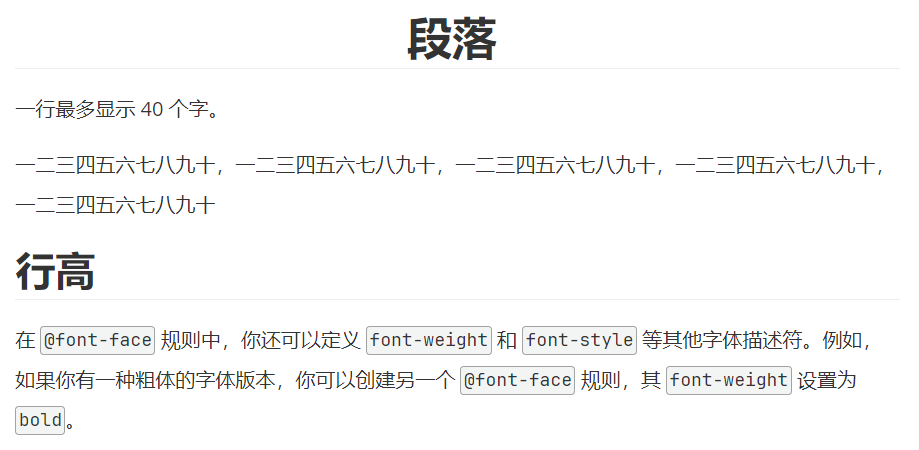 段落
一行最多显示 40 个字。
一二三四五六七八九十，一二三四五六七八九十，一二三四五六七八九十，一二三四五六七八九十，
一二三四五六七八九十
行高
在 @font-face 规则中，你还可以定义 font-weight 和 font-style 等其他字体描述符。例如，
如果你有一种粗体的字体版本，你可以创建另一个 @font-face 规则，其 font-weight 设置为
bold。